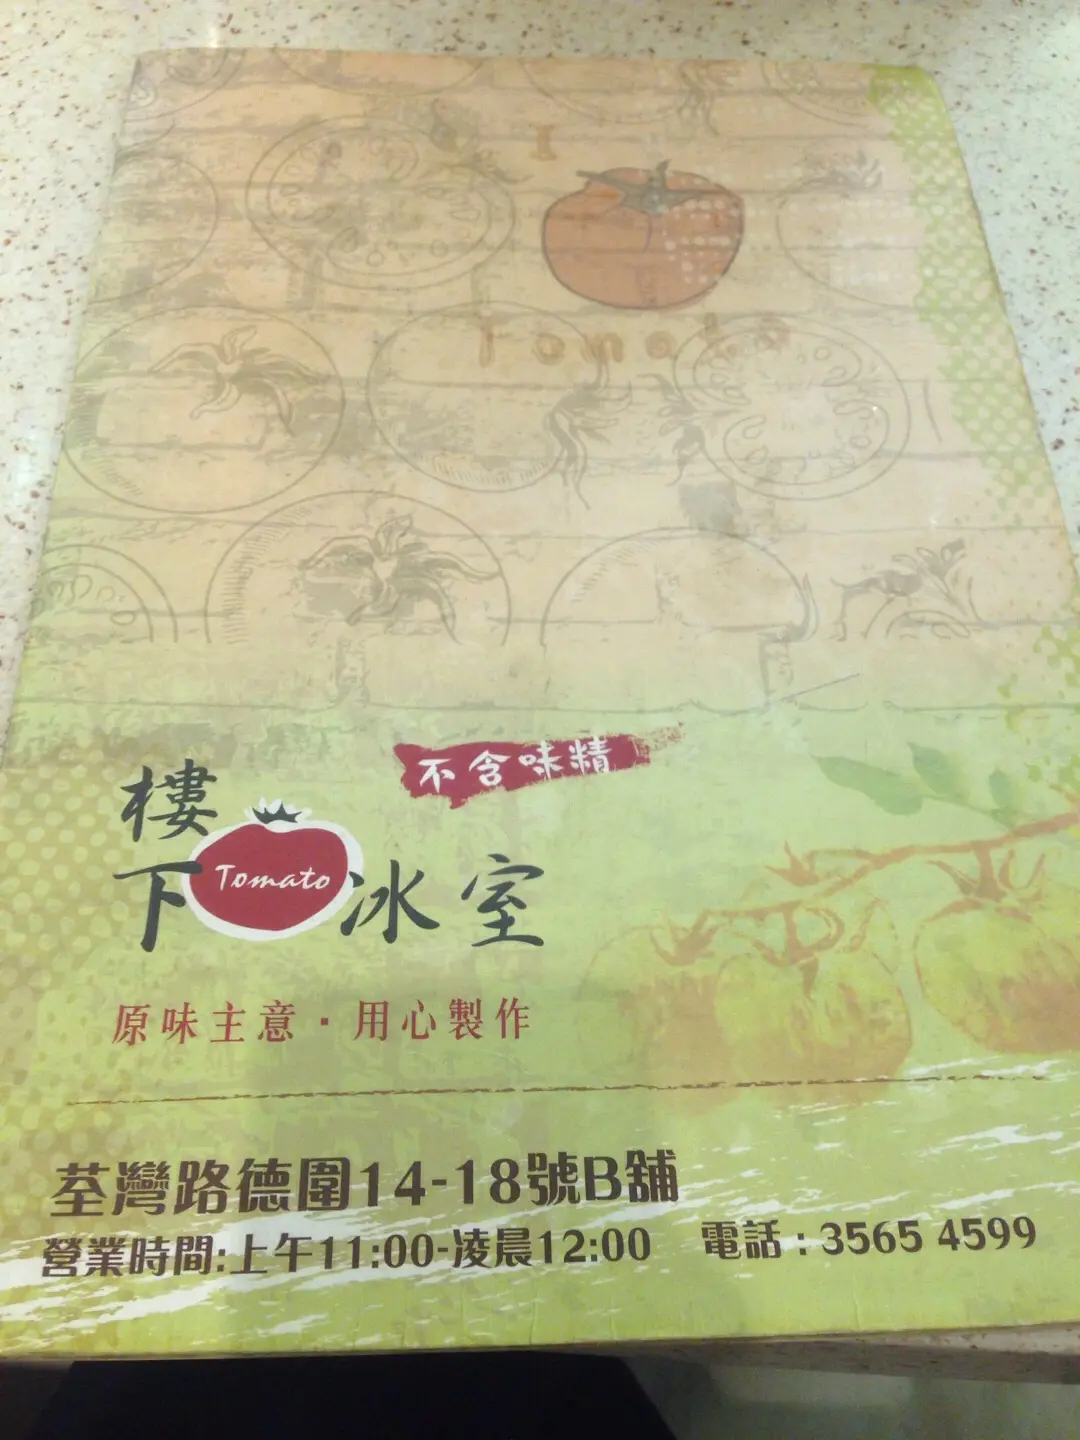 I
Tomato
不含味精
樓
下 Tomato 冰室
原味主意·用心製作
荃灣路德圍14-18號B舖
營業時間:上午11:00-凌晨12:00 電話:3565 4599